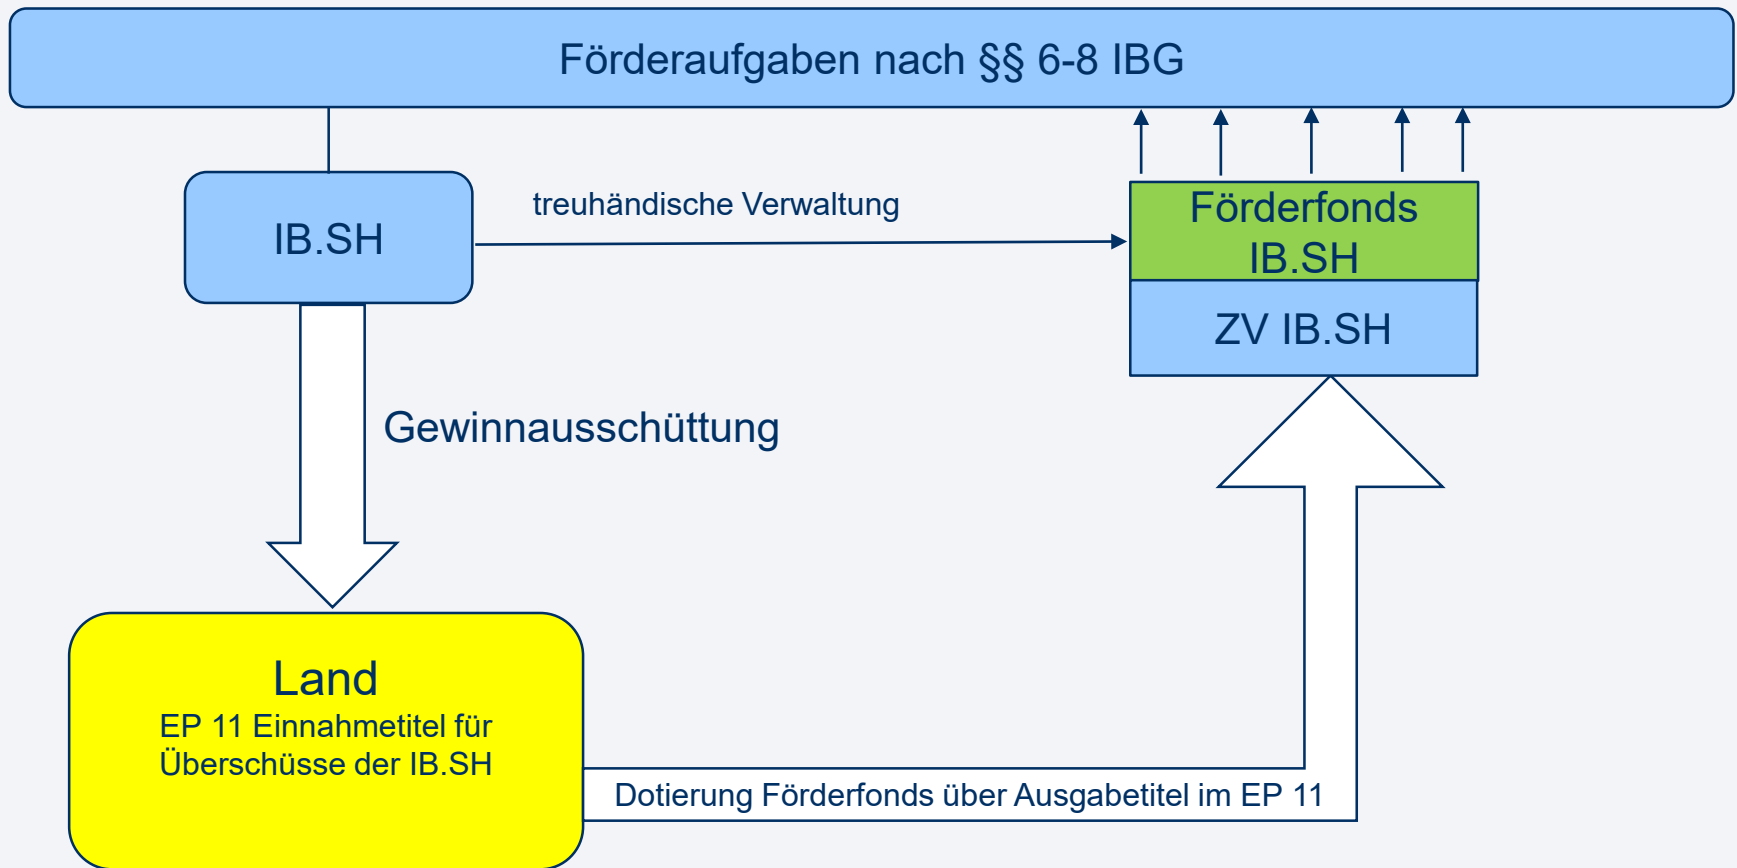 Förderaufgaben nach §§ 6-8 IBG
IB.SH
treuhändische Verwaltung
Förderfonds
IB.SH
ZV IB.SH
Gewinnausschüttung
Land
EP 11 Einnahmetitel für
Überschüsse der IB.SH
Dotierung Förderfonds über Ausgabetitel im EP 11